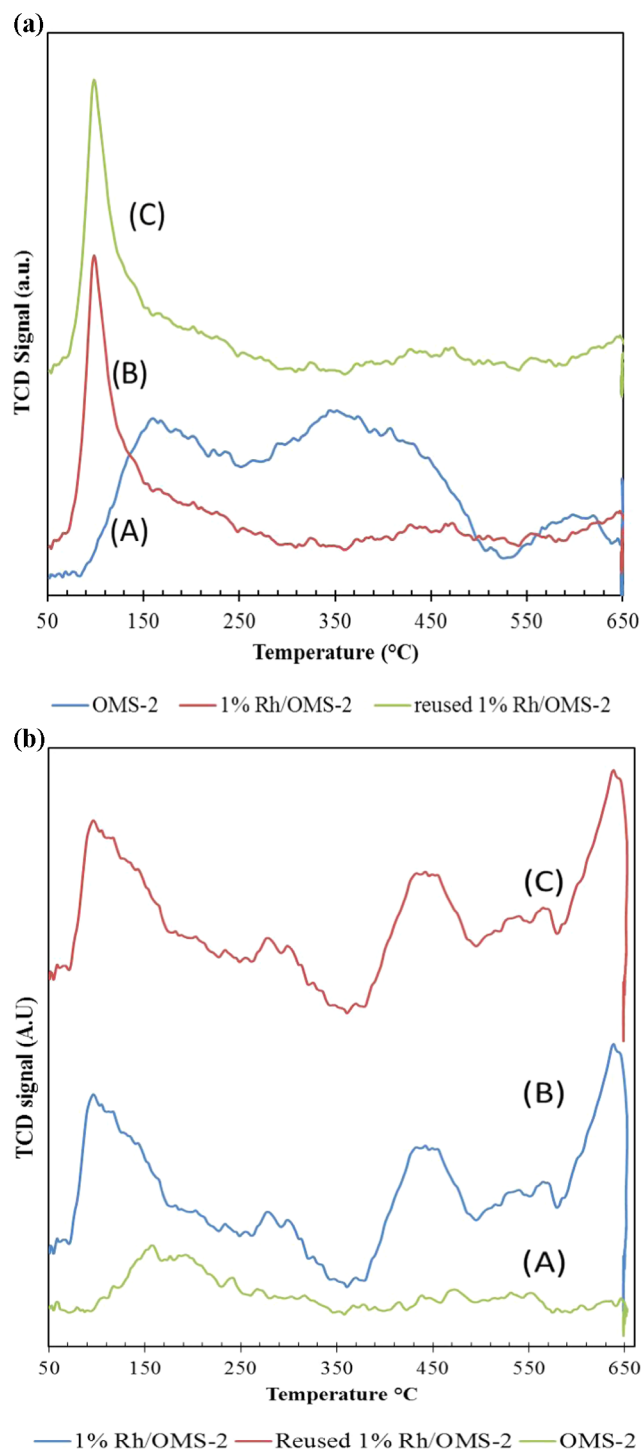 (a)
TCD Signal (a.u.)
(C)
(B)
(A)
50 150 250 350 450 550 650
Temperature (°C)
OMS-2 1% Rh/OMS-2 reused 1% Rh/OMS-2
(b)
TCD signal (A.U)
(C)
(B)
(A)
50 150 250 350 450 550 650
Temperature °C
1% Rh/OMS-2 Reused 1% Rh/OMS-2 OMS-2